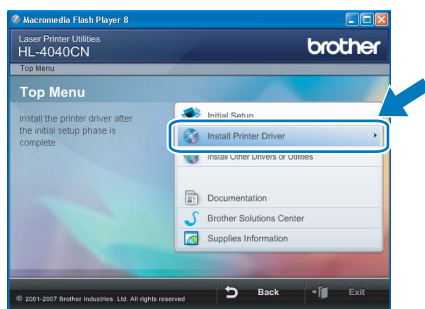 Macromedia Flash Player 8
Laser Printer Utilities
HL-4040CN
brother
Top Menu
Top Menu
Install the printer driver after
the initial setup phase is
complete.
Initial Setup
Install Printer Driver
Install Other Drivers or Utilities
Documentation
Brother Solutions Center
Supplies Information
© 2001-2007 Brother Industries Ltd. All rights reserved
Back
Exit